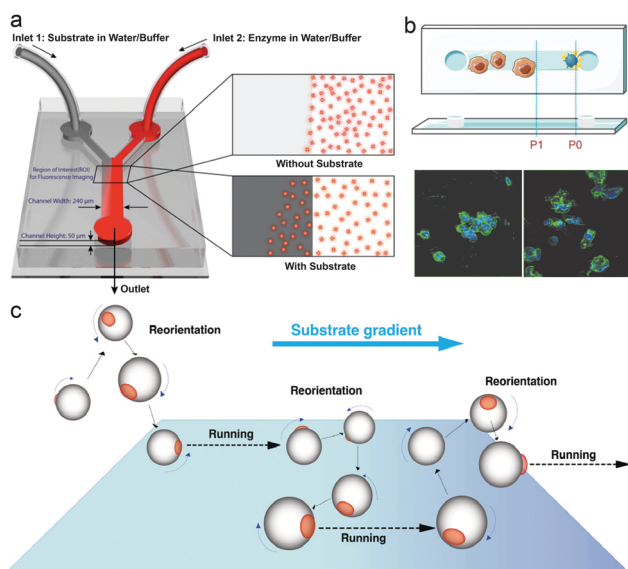 a
Inlet 1: Substrate in Water/Buffer
Inlet 2: Enzyme in Water/Buffer
Region of Interest(ROI)
for Fluorescence Imaging
Channel Width: 240 μm
Channel Height: 50 μm
Outlet
Without Substrate
With Substrate
b
P1
P0
c
Reorientation
Substrate gradient
Reorientation
Reorientation
Running
Running
Running